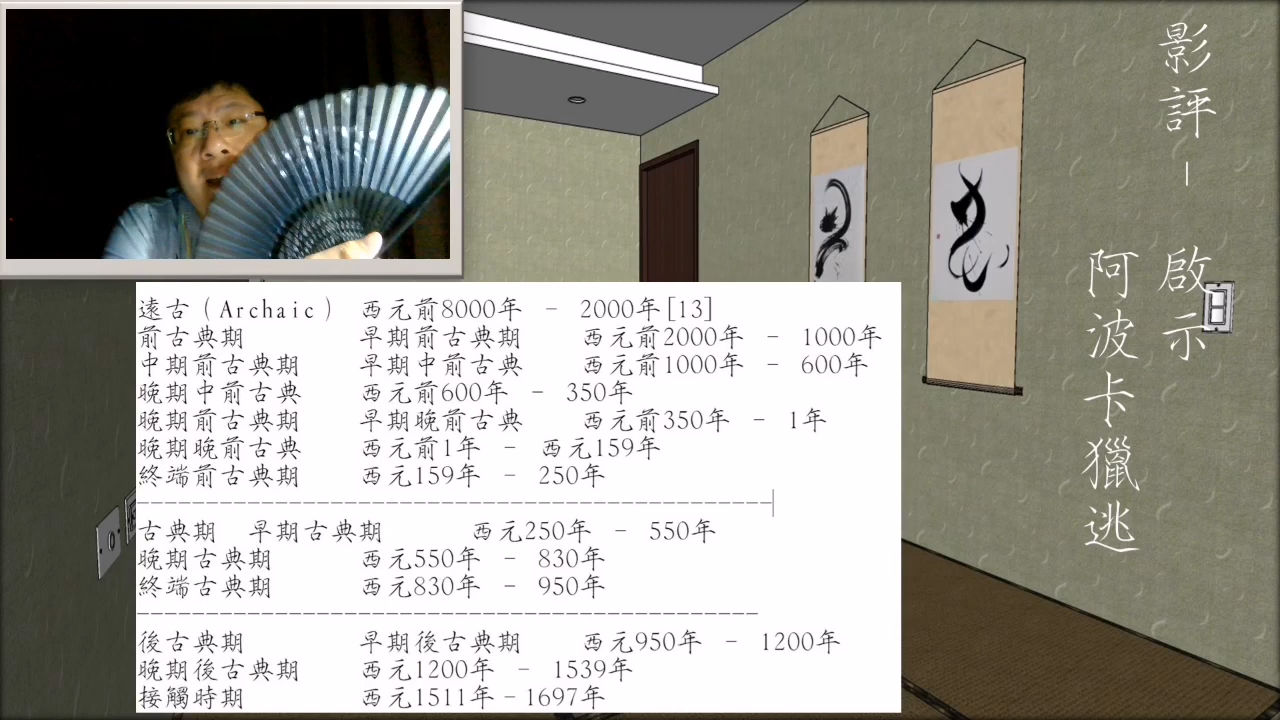 影評－
啟示
阿波卡獵逃
遠古（Archaic） 西元前8000年 － 2000年[13]
前古典期 早期前古典期 西元前2000年 － 1000年
中期前古典期 早期中前古典 西元前1000年 － 600年
晚期中前古典 西元前600年 － 350年
晚期前古典期 早期晚前古典 西元前350年 － 1年
晚期晚前古典 西元前1年 － 西元159年
終端前古典期 西元159年 － 250年
古典期 早期古典期 西元250年 － 550年
晚期古典期 西元550年 － 830年
終端古典期 西元830年 － 950年
後古典期 早期後古典期 西元950年 － 1200年
晚期後古典期 西元1200年 － 1539年
接觸時期 西元1511年－1697年